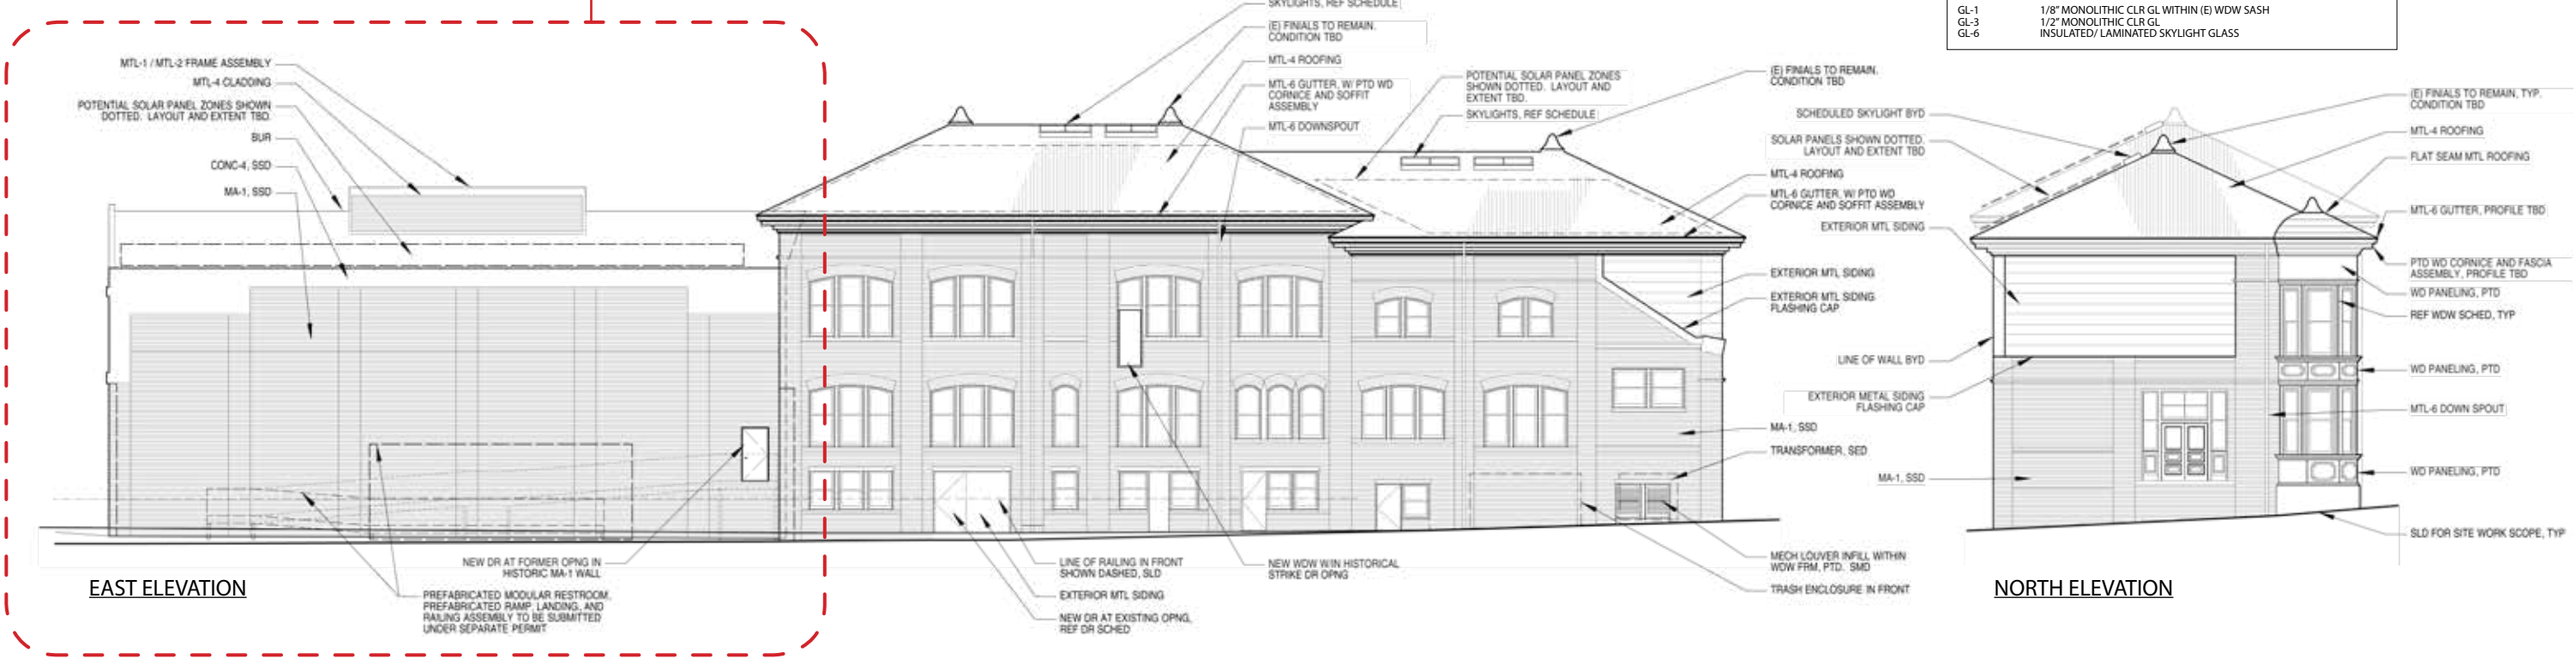 SKYLIGHTS, REF SCHEDULE
(E) FINIALS TO REMAIN.
CONDITION TBD
MTL-4 ROOFING
MTL-6 GUTTER, W/ PTD WD
CORNICE AND SOFFIT
ASSEMBLY
MTL-6 DOWNSPOUT
GL-1 1/8" MONOLITHIC CLR GL WITHIN (E) WDW SASH
GL-3 1/2" MONOLITHIC CLR GL
GL-6 INSULATED/ LAMINATED SKYLIGHT GLASS
MTL-1 / MTL-2 FRAME ASSEMBLY
MTL-4 CLADDING
POTENTIAL SOLAR PANEL ZONES SHOWN
DOTTED. LAYOUT AND EXTENT TBD.
BUR
CONC-4, SSD
MA-1, SSD
POTENTIAL SOLAR PANEL ZONES
SHOWN DOTTED. LAYOUT AND
EXTENT TBD.
SKYLIGHTS, REF SCHEDULE
(E) FINIALS TO REMAIN.
CONDITION TBD
MTL-4 ROOFING
MTL-6 GUTTER, W/ PTD WD
CORNICE AND SOFFIT ASSEMBLY
EXTERIOR MTL SIDING
EXTERIOR MTL SIDING
FLASHING CAP
MA-1, SSD
TRANSFORMER, SED
MECH LOUVER INFILL WITHIN
WDW FRM, PTD. SMD
TRASH ENCLOSURE IN FRONT
NEW DR AT FORMER OPNG IN
HISTORIC MA-1 WALL
PREFABRICATED MODULAR RESTROOM,
PREFABRICATED RAMP, LANDING, AND
RAILING ASSEMBLY TO BE SUBMITTED
UNDER SEPARATE PERMIT
LINE OF RAILING IN FRONT
SHOWN DASHED, SLD
EXTERIOR MTL SIDING
NEW DR AT EXISTING OPNG,
REF DR SCHED
NEW WDW W/IN HISTORICAL
STRIKE DR OPNG
EAST ELEVATION
SCHEDULED SKYLIGHT BYD
SOLAR PANELS SHOWN DOTTED.
LAYOUT AND EXTENT TBD
EXTERIOR MTL SIDING
LINE OF WALL BYD
EXTERIOR METAL SIDING
FLASHING CAP
MA-1, SSD
(E) FINIALS TO REMAIN, TYP.
CONDITION TBD
MTL-4 ROOFING
FLAT SEAM MTL ROOFING
MTL-6 GUTTER, PROFILE TBD
PTD WD CORNICE AND FASCIA
ASSEMBLY, PROFILE TBD
WD PANELING, PTD
REF WDW SCHED, TYP
WD PANELING, PTD
MTL-6 DOWN SPOUT
WD PANELING, PTD
SLD FOR SITE WORK SCOPE, TYP
NORTH ELEVATION